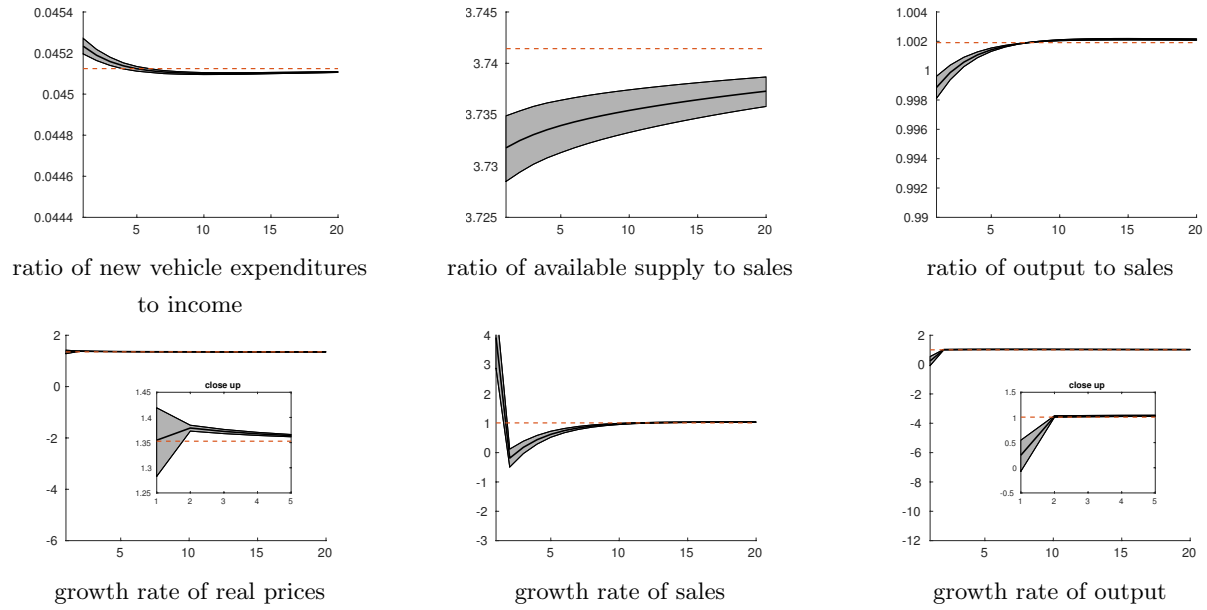 0.0454
0.0452
0.045
0.0448
0.0446
0.0444
5 10 15 20
ratio of new vehicle expenditures
to income
3.745
3.74
3.735
3.73
3.725
5 10 15 20
ratio of available supply to sales
1.004
1.002
1
0.998
0.996
0.994
0.992
0.99
5 10 15 20
ratio of output to sales
2
0
-2
-4
-6
5 10 15 20
close up
1.45
1.4
1.35
1.3
1.25
1 2 3 4 5
growth rate of real prices
4
3
2
1
0
-1
-2
-3
5 10 15 20
growth rate of sales
2
0
-2
-4
-6
-8
-10
-12
5 10 15 20
close up
1.5
1
0.5
0
-0.5
1 2 3 4 5
growth rate of output